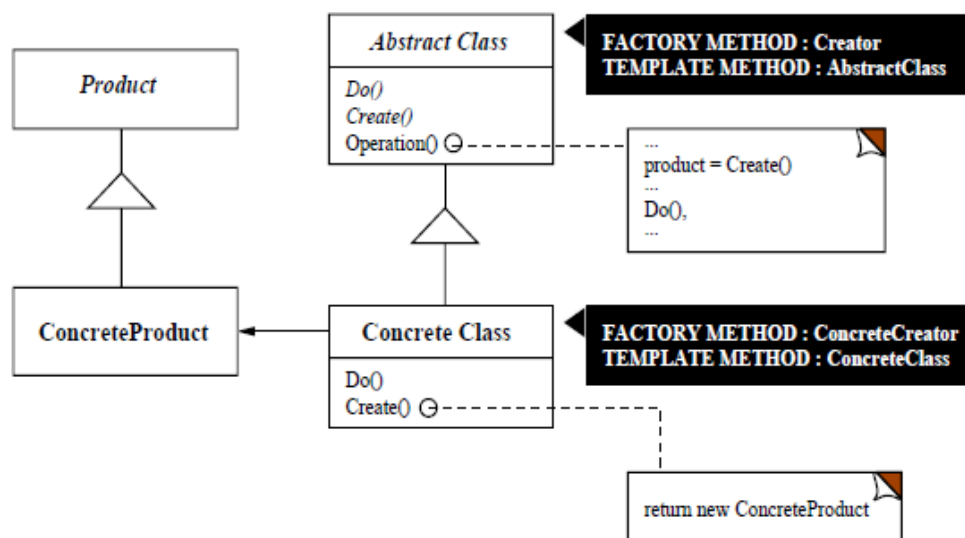 Abstract Class
Do()
Create()
Operation()
FACTORY METHOD : Creator
TEMPLATE METHOD : AbstractClass
Product
...
product = Create()
...
Do(),
...
ConcreteProduct
Concrete Class
Do()
Create()
FACTORY METHOD : ConcreteCreator
TEMPLATE METHOD : ConcreteClass
return new ConcreteProduct